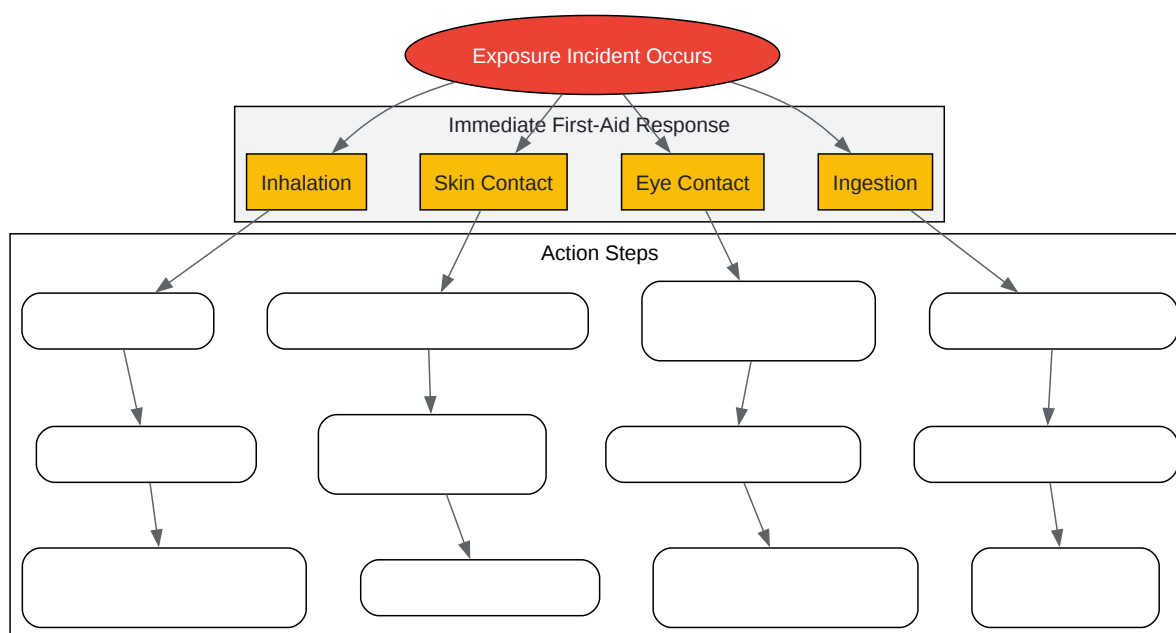 Exposure Incident Occurs
Immediate First-Aid Response
Inhalation
Skin Contact
Eye Contact
Ingestion
Action Steps